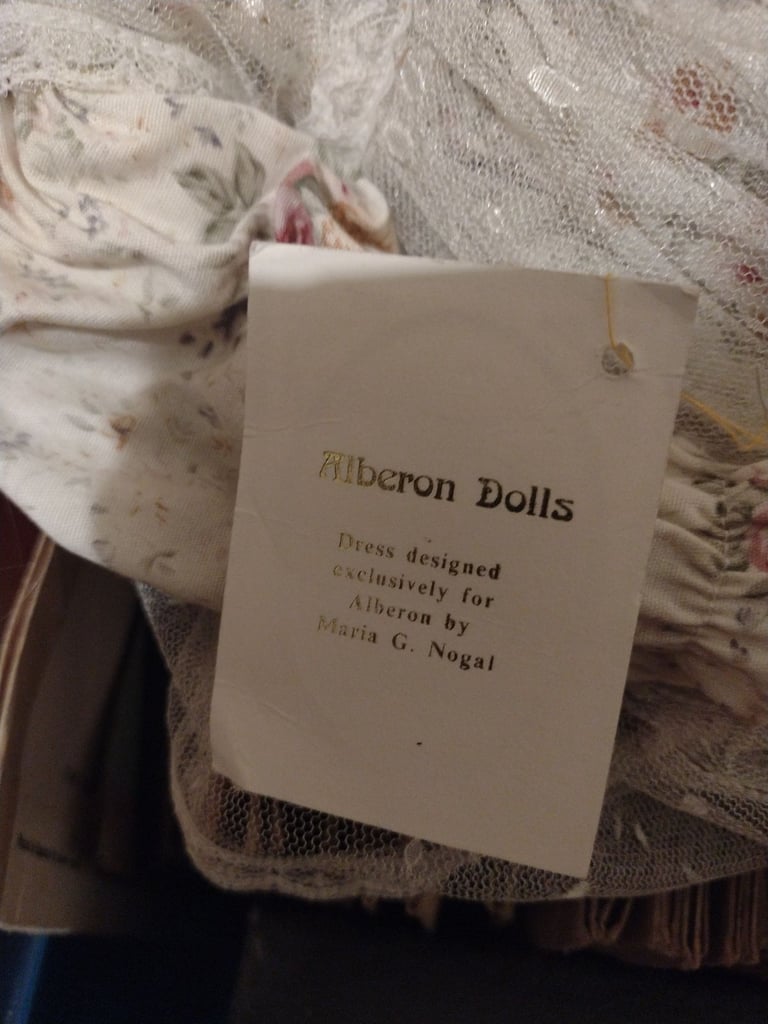 Alberon Dolls
Dress designed
exclusively for
Alberon by
Maria G. Nogal